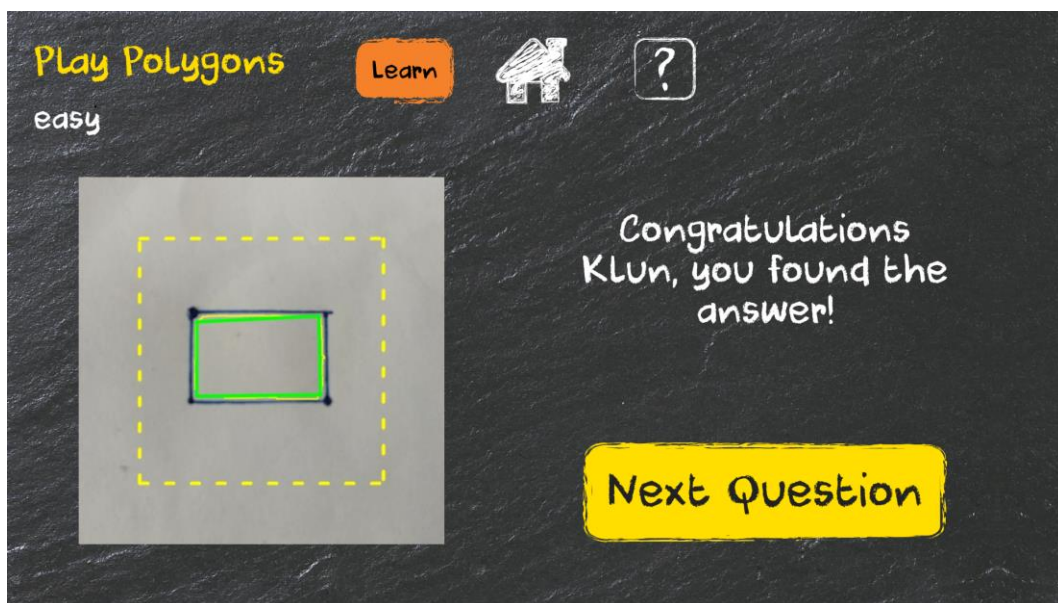 Play Polygons
Learn
?
easy
Congratulations
Klun, you found the
answer!
Next Question